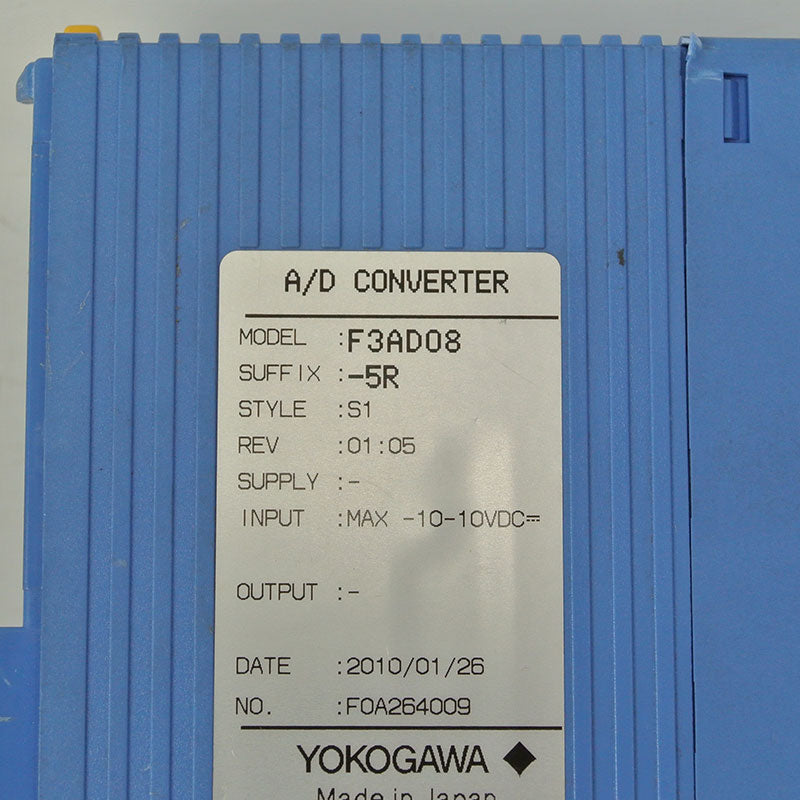 A/D CONVERTER
MODEL :F3AD08
SUFFIX :-5R
STYLE :S1
REV :01:05
SUPPLY :-
INPUT :MAX -10-10VDC⎓
OUTPUT :-
DATE :2010/01/26
NO. :F0A264009
YOKOGAWA ◆
Made in Japan